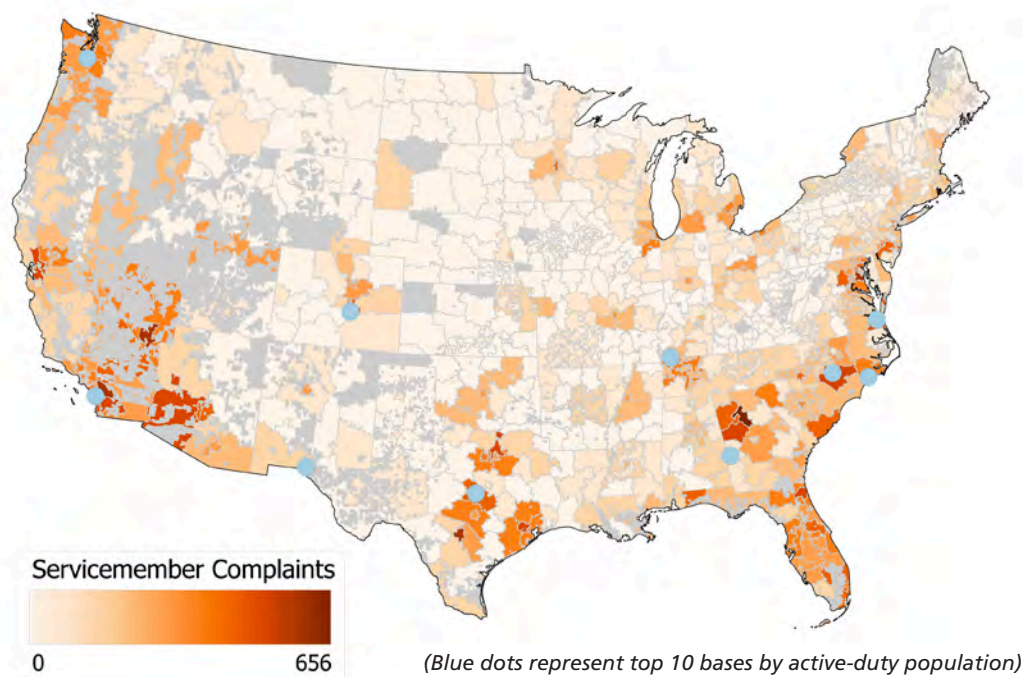 Servicemember Complaints
0 656
(Blue dots represent top 10 bases by active-duty population)